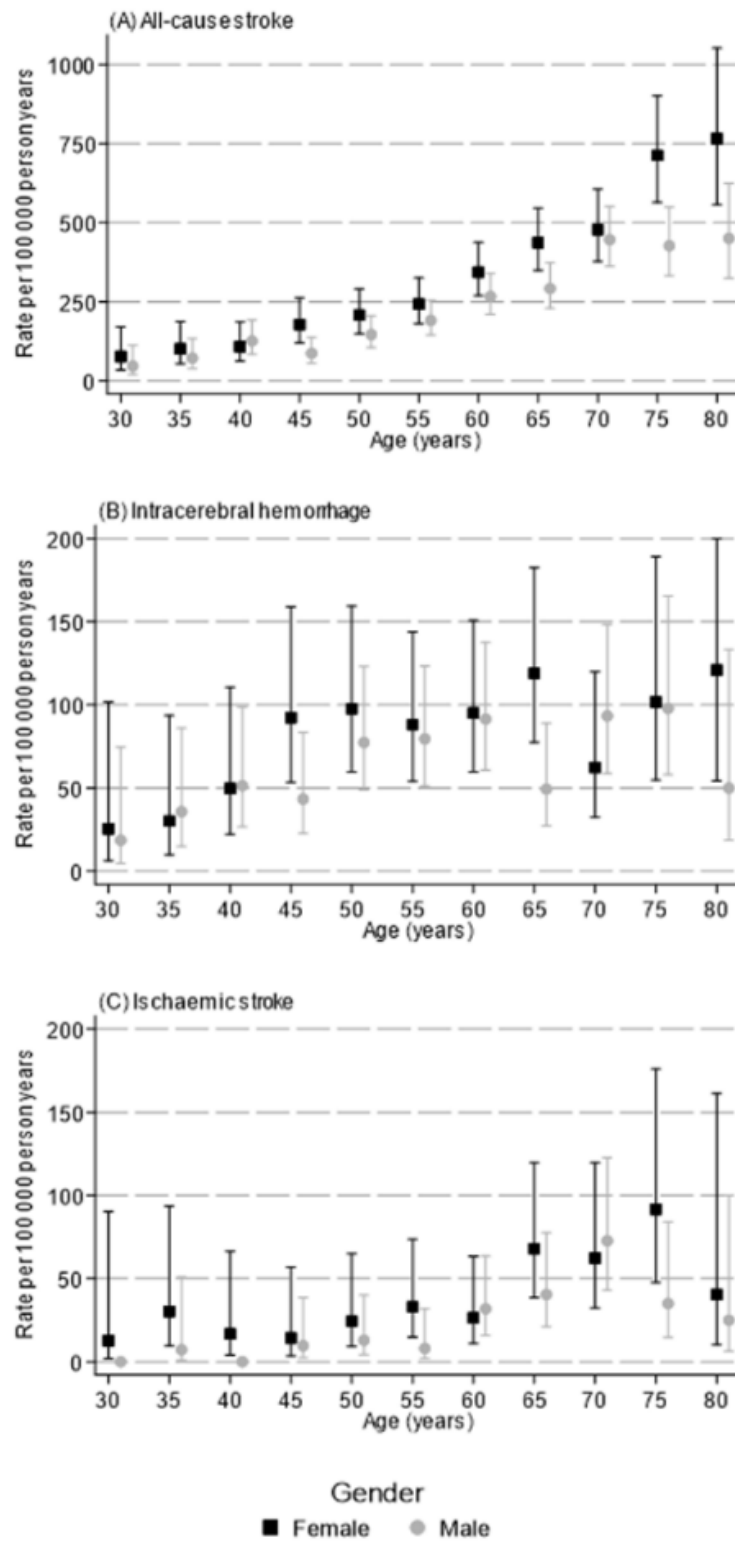 (A) All-cause stroke
Rate per 100 000 person years
1000
750
500
250
0
30 35 40 45 50 55 60 65 70 75 80
Age (years)
(B) Intracerebral hemorrhage
Rate per 100 000 person years
200
150
100
50
0
30 35 40 45 50 55 60 65 70 75 80
Age (years)
(C) Ischaemic stroke
Rate per 100 000 person years
200
150
100
50
0
30 35 40 45 50 55 60 65 70 75 80
Age (years)
Gender
Female Male